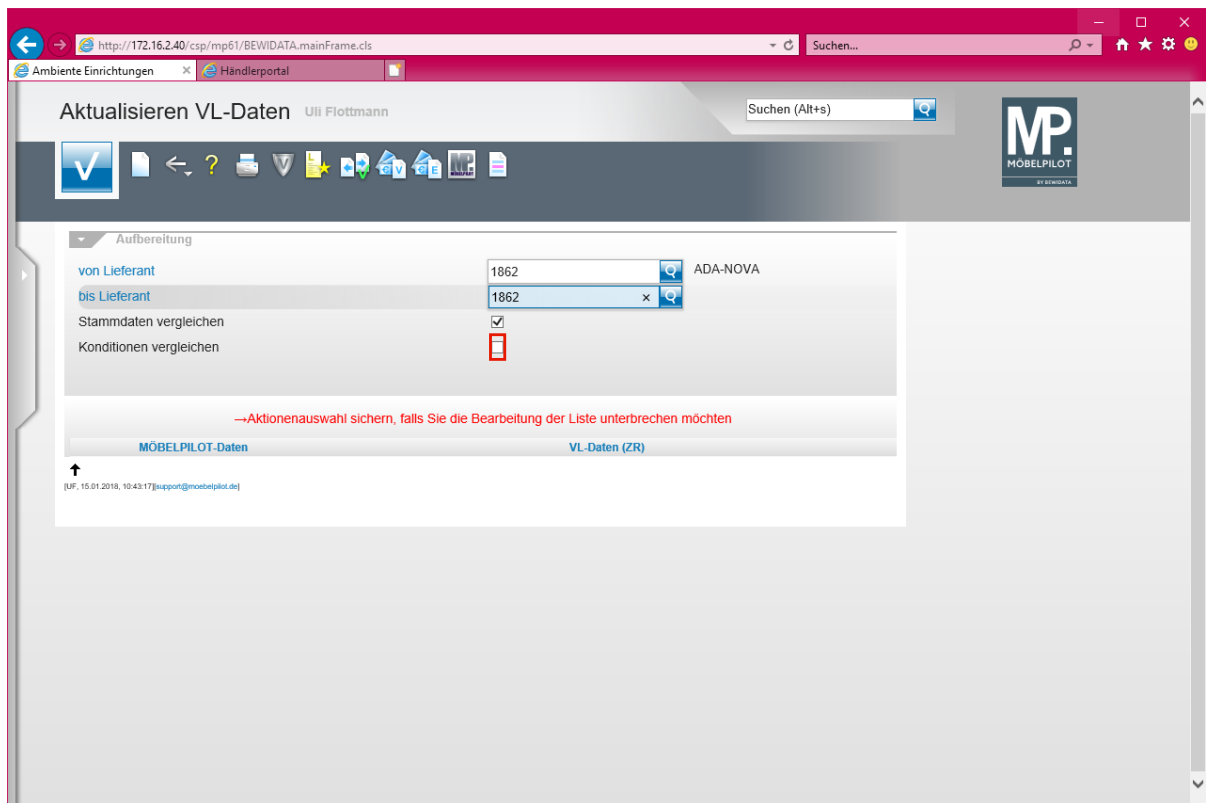 http://172.16.2.40/csp/mp61/BEWIDATA.mainFrame.cls
Suchen...
Ambiente Einrichtungen
Händlerportal
Aktualisieren VL-Daten Uli Flottmann
Suchen (Alt+s)
MP.
MÖBELPILOT
BY BEWIDATA
Aufbereitung
von Lieferant 1862 ADA-NOVA
bis Lieferant 1862
Stammdaten vergleichen
Konditionen vergleichen
→Aktionenauswahl sichern, falls Sie die Bearbeitung der Liste unterbrechen möchten
MÖBELPILOT-Daten VL-Daten (ZR)
[UF, 15.01.2018, 10:43:17][support@moebelpilot.de]